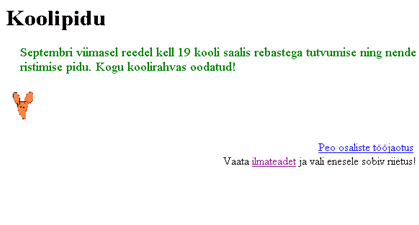 Koolipidu
Septembri viimasel reedel kell 19 kooli saalis rebastega tutvumise ning nende
ristimise pidu. Kogu koolirahvas oodatud!
Peo osaliste tööjaotus
Vaata ilmateadet ja vali enesele sobiv riietus!